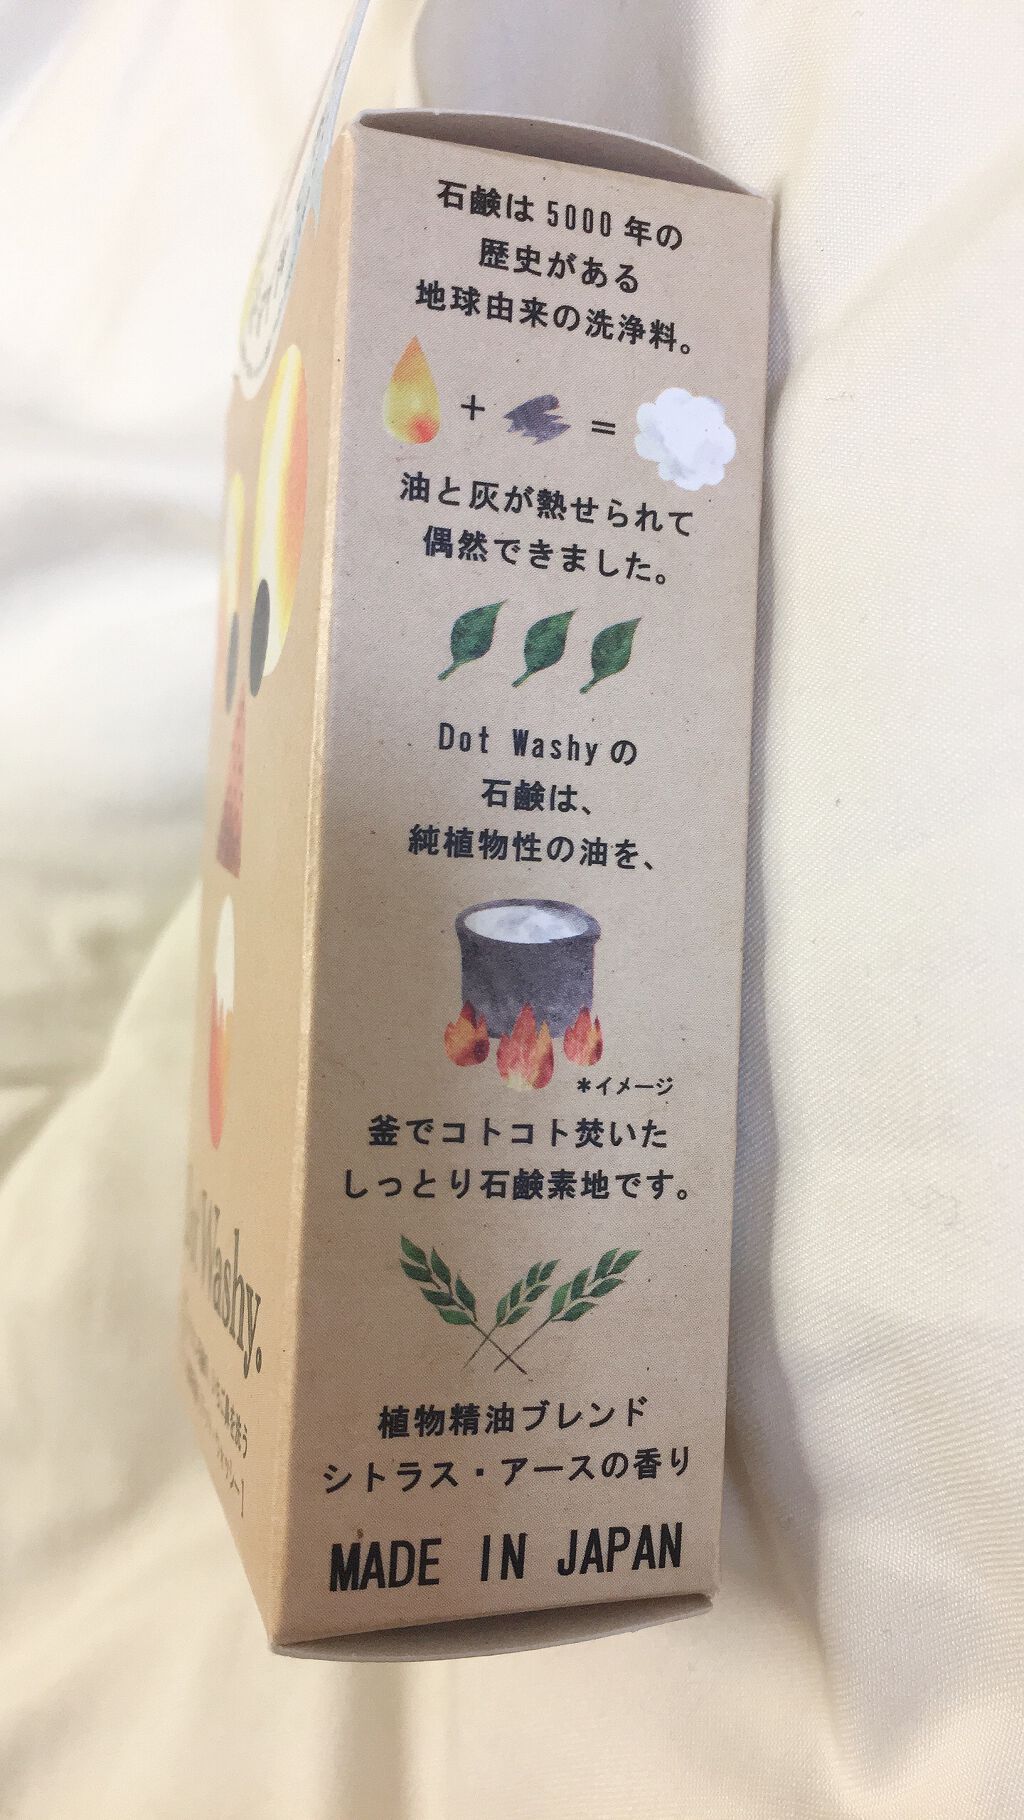 石鹸は5000年の
歴史がある
地球由来の洗浄料。
+ =
油と灰が熱せられて
偶然できました。
Dot Washyの
石鹸は、
純植物性の油を、
*イメージ
釜でコトコト焚いた
しっとり石鹸素地です。
植物精油ブレンド
シトラス・アースの香り
MADE IN JAPAN
Washy.